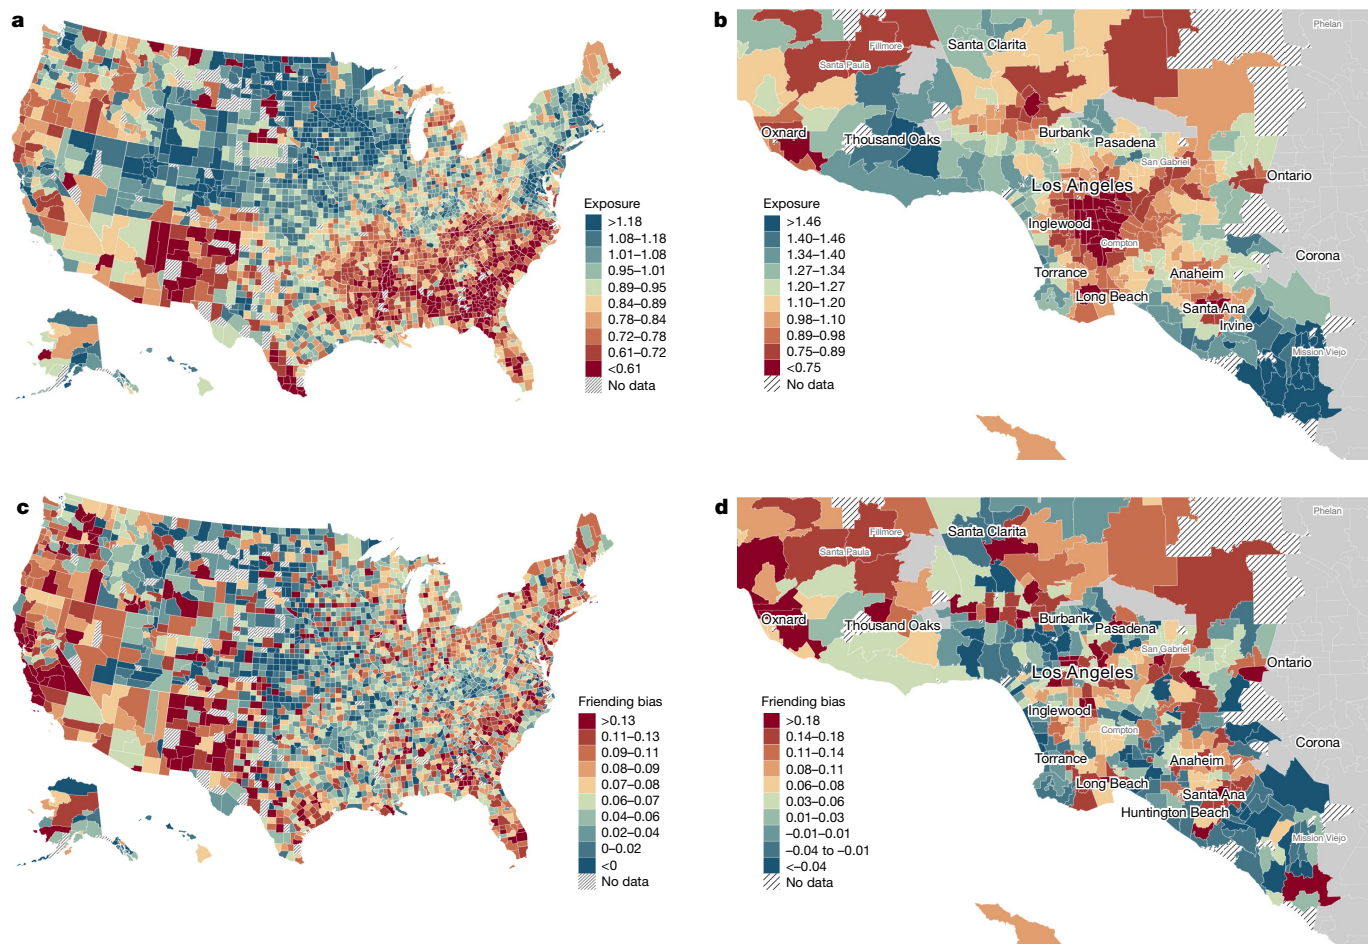 a
Exposure
>1.18
1.08–1.18
1.01–1.08
0.95–1.01
0.89–0.95
0.84–0.89
0.78–0.84
0.72–0.78
0.61–0.72
<0.61
No data
b
Phelan
Santa Clarita
Fillmore
Santa Paula
Oxnard
Thousand Oaks
Burbank
Pasadena
San Gabriel
Ontario
Los Angeles
Inglewood
Compton
Corona
Torrance
Anaheim
Long Beach
Santa Ana
Irvine
Mission Viejo
Exposure
>1.46
1.40–1.46
1.34–1.40
1.27–1.34
1.20–1.27
1.10–1.20
0.98–1.10
0.89–0.98
0.75–0.89
<0.75
No data
c
Friending bias
>0.13
0.11–0.13
0.09–0.11
0.08–0.09
0.07–0.08
0.06–0.07
0.04–0.06
0.02–0.04
0–0.02
<0
No data
d
Phelan
Santa Clarita
Fillmore
Santa Paula
Oxnard
Thousand Oaks
Burbank
Pasadena
San Gabriel
Ontario
Los Angeles
Inglewood
Compton
Corona
Torrance
Anaheim
Long Beach
Santa Ana
Huntington Beach
Mission Viejo
Friending bias
>0.18
0.14–0.18
0.11–0.14
0.08–0.11
0.06–0.08
0.03–0.06
0.01–0.03
–0.01–0.01
–0.04 to –0.01
<–0.04
No data